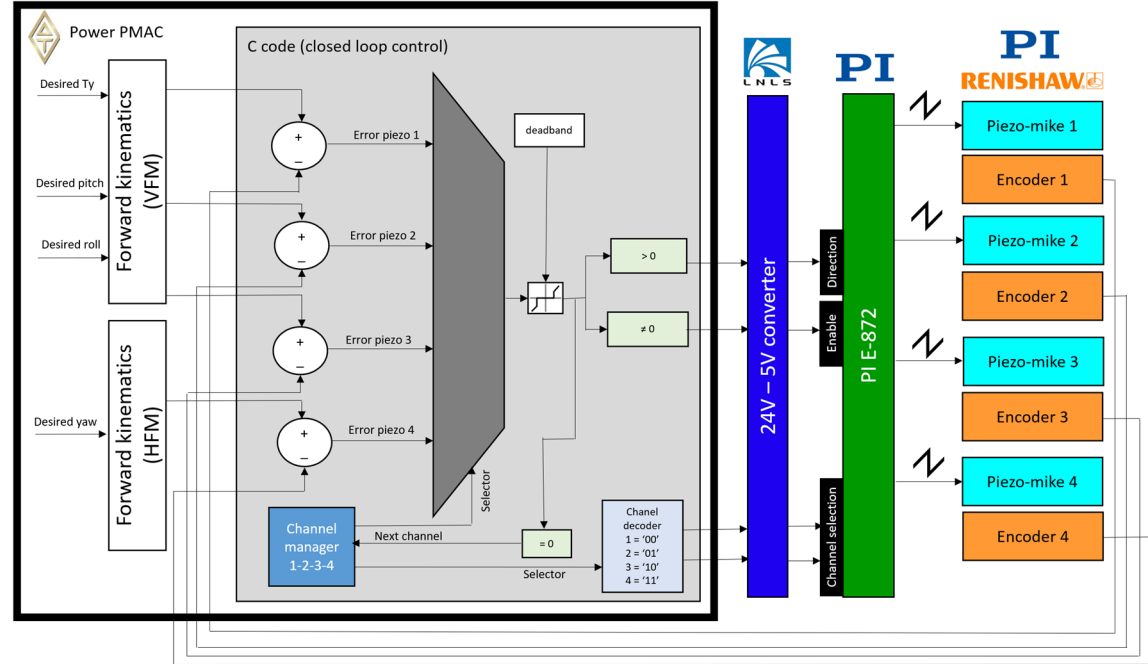 Power PMAC
C code (closed loop control)
Desired Ty
Desired pitch
Desired roll
Desired yaw
Forward kinematics
(VFM)
Forward kinematics
(HFM)
+
–
Error piezo 1
+
–
Error piezo 2
+
–
Error piezo 3
+
–
Error piezo 4
deadband
> 0
≠ 0
Selector
Channel
manager
1-2-3-4
Next channel
= 0
Selector
Chanel
decoder
1 = ‘00’
2 = ‘01’
3 = ‘10’
4 = ‘11’
LNLS
24V – 5V converter
PI
Direction
Enable
Channel selection
PI E-872
PI
RENISHAW
Piezo-mike 1
Encoder 1
Piezo-mike 2
Encoder 2
Piezo-mike 3
Encoder 3
Piezo-mike 4
Encoder 4